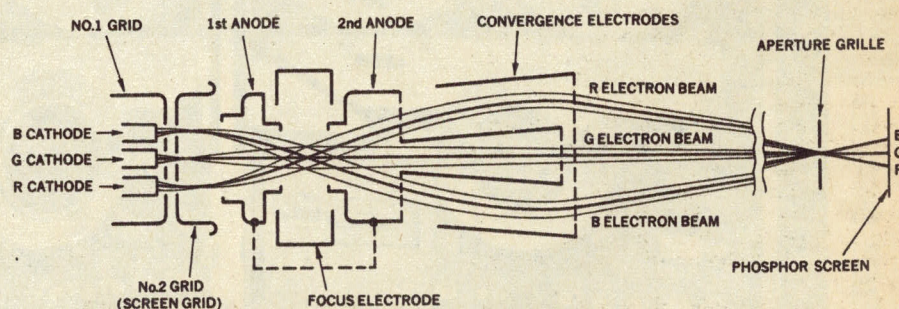 NO.1 GRID
1st ANODE
2nd ANODE
CONVERGENCE ELECTRODES
APERTURE GRILLE
R ELECTRON BEAM
B CATHODE
G CATHODE
R CATHODE
G ELECTRON BEAM
B ELECTRON BEAM
PHOSPHOR SCREEN
No.2 GRID
(SCREEN GRID)
FOCUS ELECTRODE